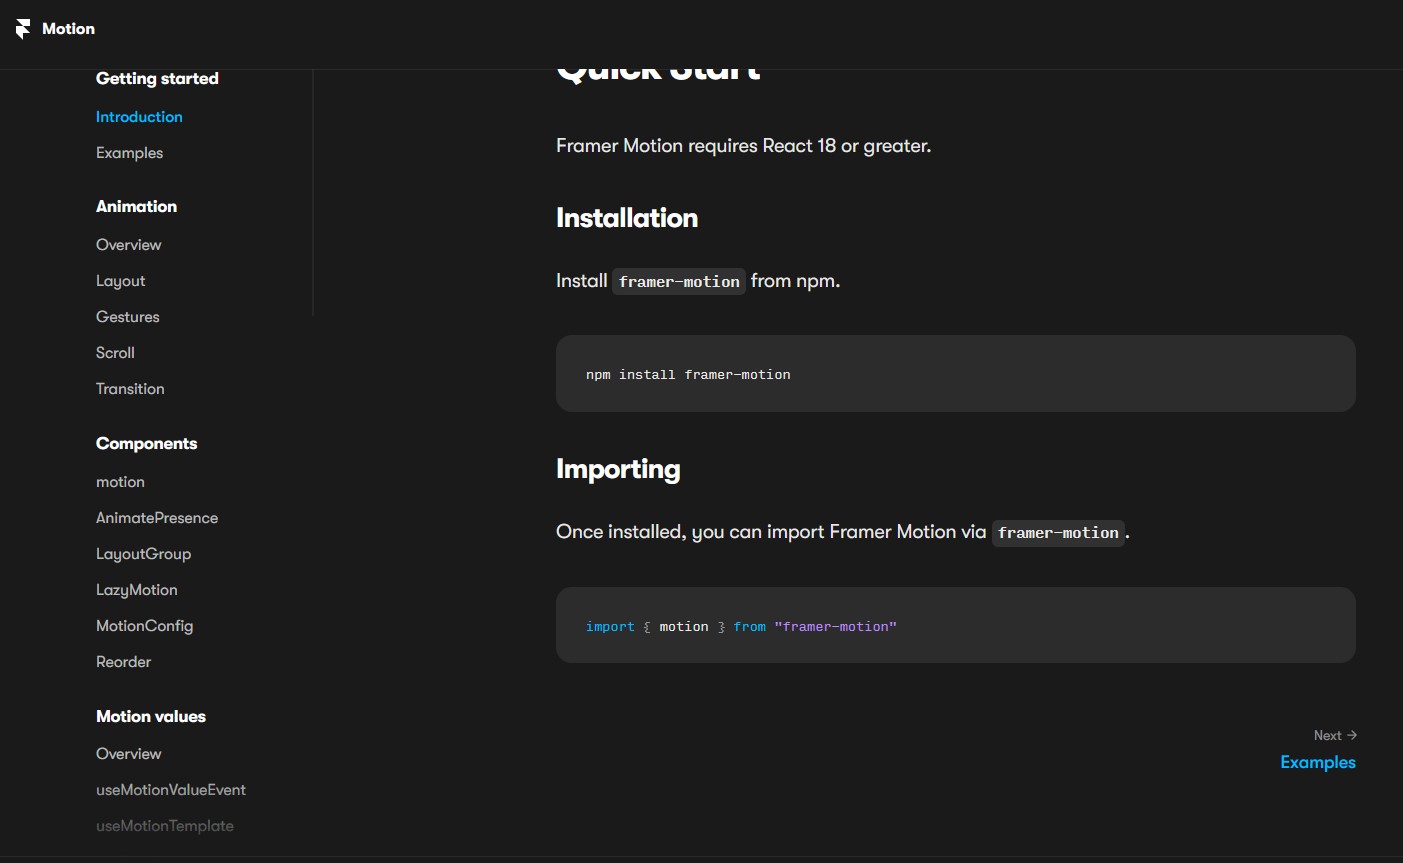 Motion
Getting started
Introduction
Examples
Animation
Overview
Layout
Gestures
Scroll
Transition
Components
motion
AnimatePresence
LayoutGroup
LazyMotion
MotionConfig
Reorder
Motion values
Overview
useMotionValueEvent
useMotionTemplate
Quick Start
Framer Motion requires React 18 or greater.
Installation
Install framer-motion from npm.
npm install framer-motion
Importing
Once installed, you can import Framer Motion via framer-motion.
import { motion } from "framer-motion"
Next →
Examples